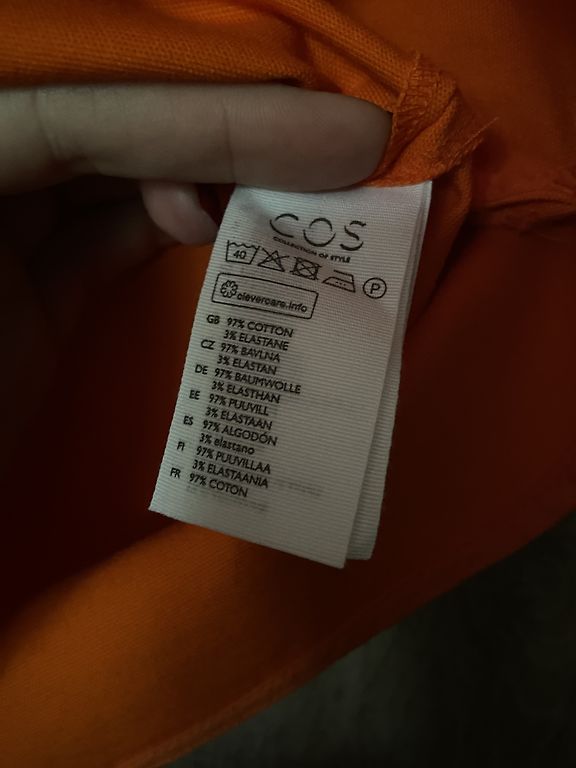 COS
COLLECTION OF STYLE
40 P
clevercare.info
GB 97% COTTON
3% ELASTANE
CZ 97% BAVLNA
3% ELASTAN
DE 97% BAUMWOLLE
3% ELASTHAN
EE 97% PUUVILL
3% ELASTAAN
ES 97% ALGODÓN
3% elastano
FI 97% PUUVILLAA
3% ELASTAANIA
FR 97% COTON